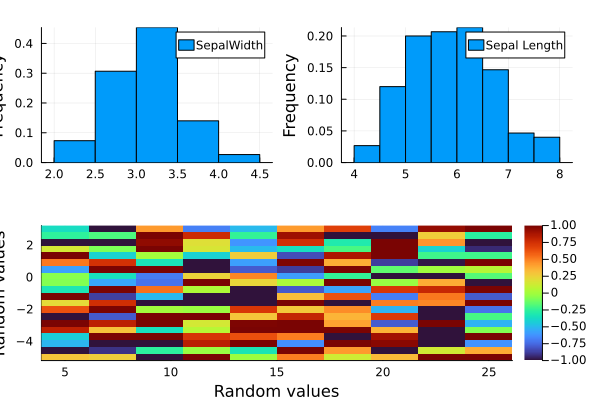 Frequency
0.4
0.3
0.2
0.1
0.0
SepalWidth
2.0 2.5 3.0 3.5 4.0 4.5
Frequency
0.20
0.15
0.10
0.05
0.00
Sepal Length
4 5 6 7 8
Random values
2
0
−2
−4
5 10 15 20 25
Random values
1.00
0.75
0.50
0.25
0
−0.25
−0.50
−0.75
−1.00